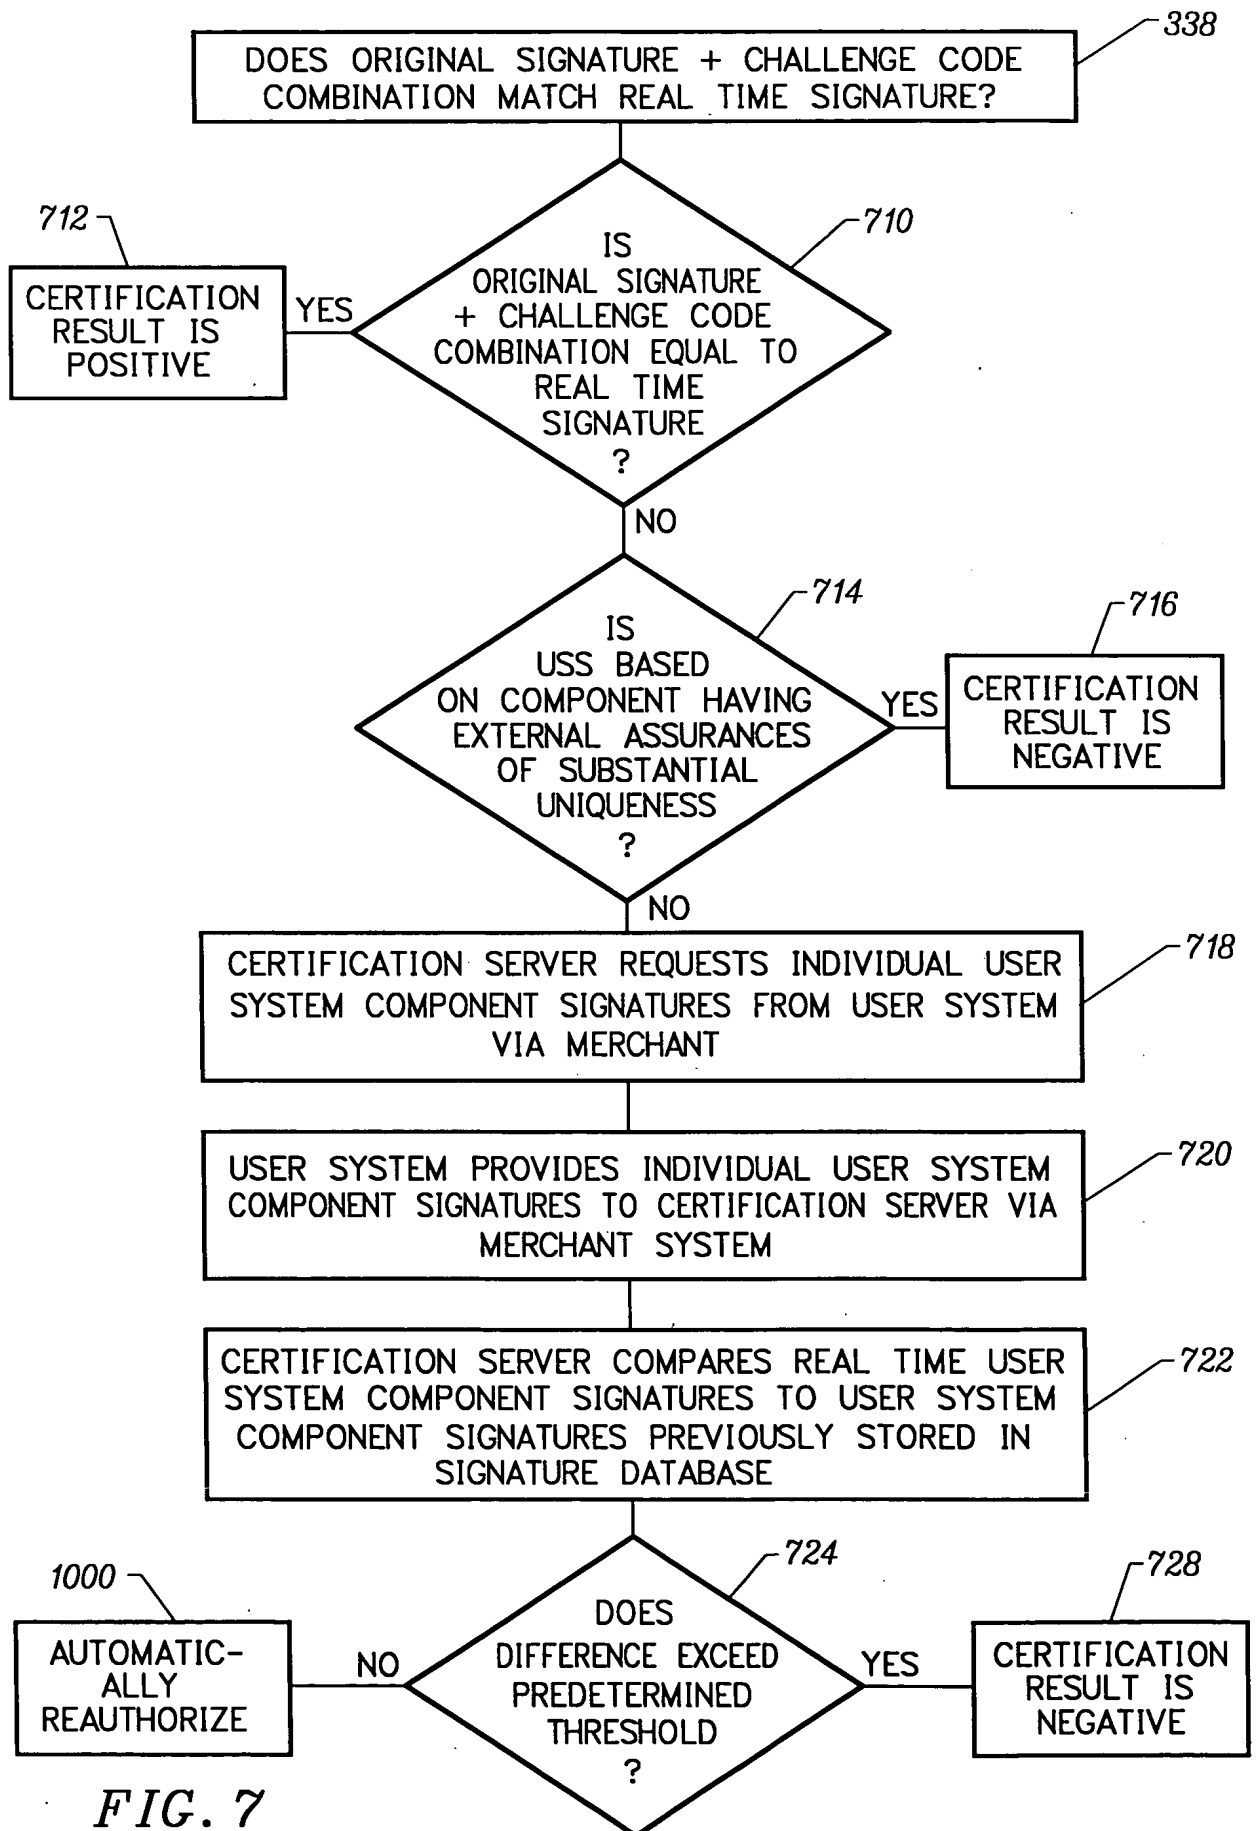 338
DOES ORIGINAL SIGNATURE + CHALLENGE CODE
COMBINATION MATCH REAL TIME SIGNATURE?
712
710
IS
ORIGINAL SIGNATURE
+ CHALLENGE CODE
COMBINATION EQUAL TO
REAL TIME
SIGNATURE
?
CERTIFICATION
RESULT IS
POSITIVE
YES
NO
714
716
IS
USS BASED
ON COMPONENT HAVING
EXTERNAL ASSURANCES
OF SUBSTANTIAL
UNIQUENESS
?
YES
CERTIFICATION
RESULT IS
NEGATIVE
NO
718
CERTIFICATION SERVER REQUESTS INDIVIDUAL USER
SYSTEM COMPONENT SIGNATURES FROM USER SYSTEM
VIA MERCHANT
720
USER SYSTEM PROVIDES INDIVIDUAL USER SYSTEM
COMPONENT SIGNATURES TO CERTIFICATION SERVER VIA
MERCHANT SYSTEM
722
CERTIFICATION SERVER COMPARES REAL TIME USER
SYSTEM COMPONENT SIGNATURES TO USER SYSTEM
COMPONENT SIGNATURES PREVIOUSLY STORED IN
SIGNATURE DATABASE
1000
724
728
AUTOMATIC-
ALLY
REAUTHORIZE
NO
DOES
DIFFERENCE EXCEED
PREDETERMINED
THRESHOLD
?
YES
CERTIFICATION
RESULT IS
NEGATIVE
FIG. 7